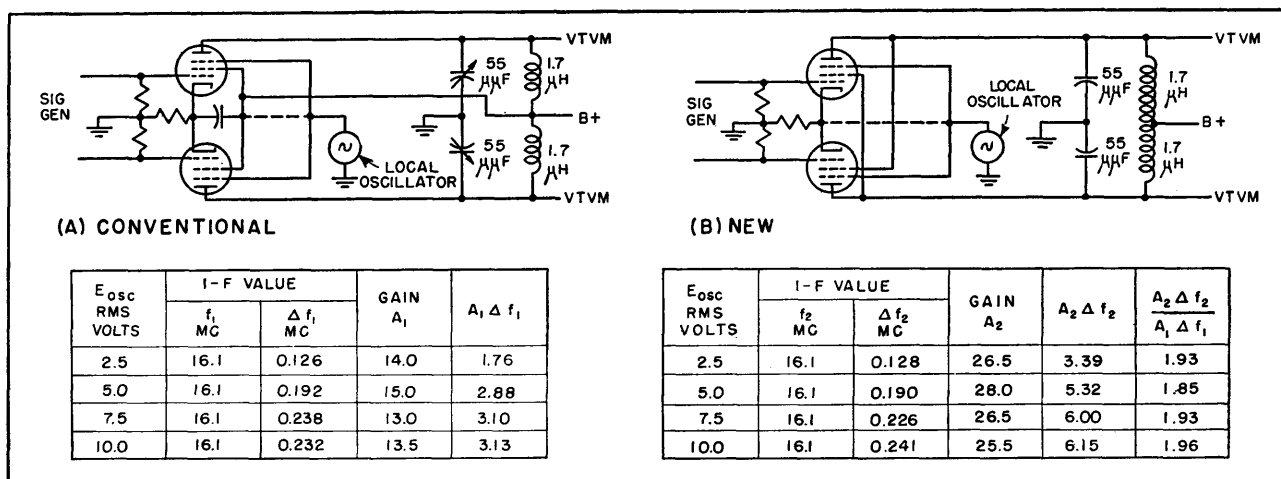 VTVM
55
μμF
1.7
μH
SIG
GEN
B+
55
μμF
1.7
μH
LOCAL
OSCILLATOR
VTVM
(A) CONVENTIONAL
VTVM
55
μμF
1.7
μH
LOCAL
OSCILLATOR
SIG
GEN
B+
55
μμF
1.7
μH
VTVM
(B) NEW
EOSC RMS VOLTS | I-F VALUE | GAIN A1 | A1 Δ f1
f1 MC | Δ f1 MC
2.5 16.1 0.126 14.0 1.76
5.0 16.1 0.192 15.0 2.88
7.5 16.1 0.238 13.0 3.10
10.0 16.1 0.232 13.5 3.13
EOSC RMS VOLTS | I-F VALUE | GAIN A2 | A2 Δ f2 | A2 Δ f2 / A1 Δ f1
f2 MC | Δ f2 MC
2.5 16.1 0.128 26.5 3.39 1.93
5.0 16.1 0.190 28.0 5.32 1.85
7.5 16.1 0.226 26.5 6.00 1.93
10.0 16.1 0.241 25.5 6.15 1.96